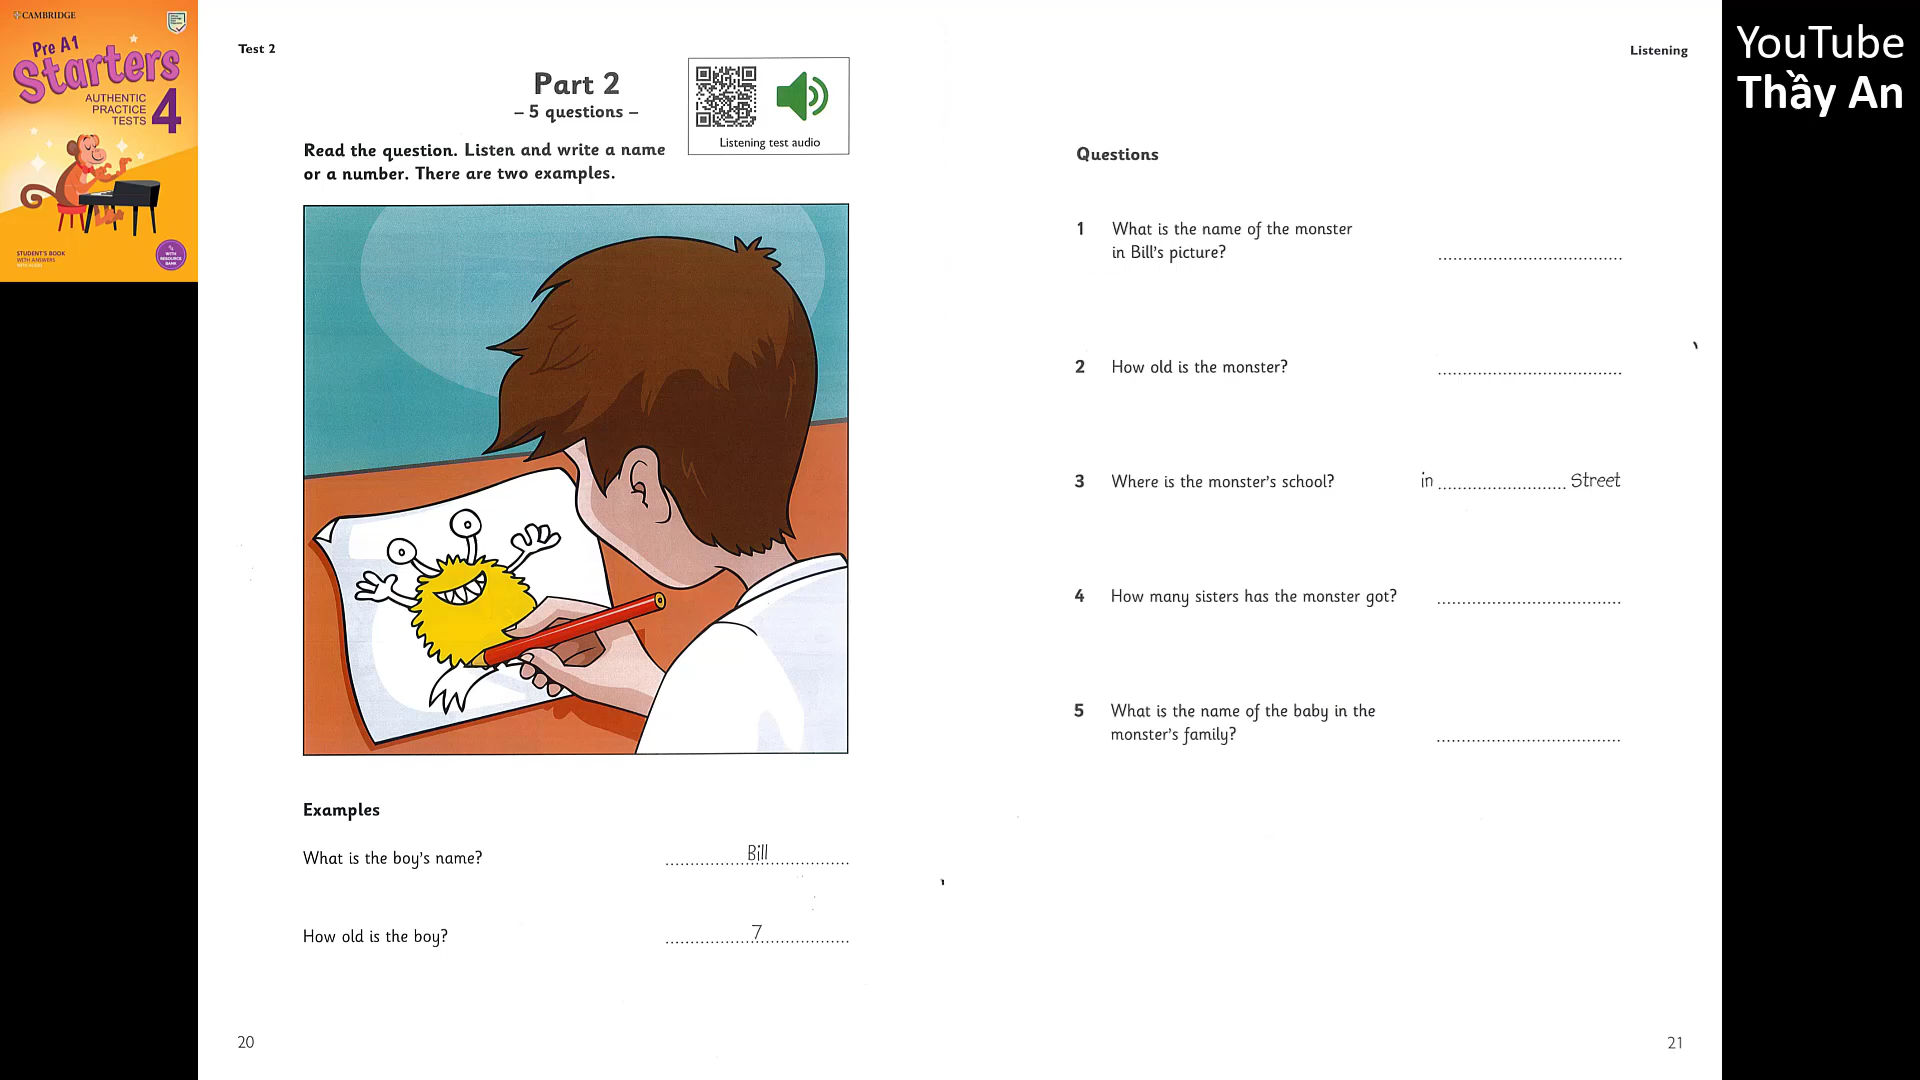 CAMBRIDGE
Pre A1
Starters
AUTHENTIC
PRACTICE
TESTS
4
STUDENT'S BOOK
WITH ANSWERS
WITH AUDIO
WITH
RESOURCE
BANK
Test 2
Part 2
– 5 questions –
Listening test audio
Read the question. Listen and write a name
or a number. There are two examples.
Examples
What is the boy's name? Bill
How old is the boy? 7
20
Listening
Questions
1 What is the name of the monster
in Bill's picture?
2 How old is the monster?
3 Where is the monster's school? in Street
4 How many sisters has the monster got?
5 What is the name of the baby in the
monster's family?
21
YouTube
Thầy An